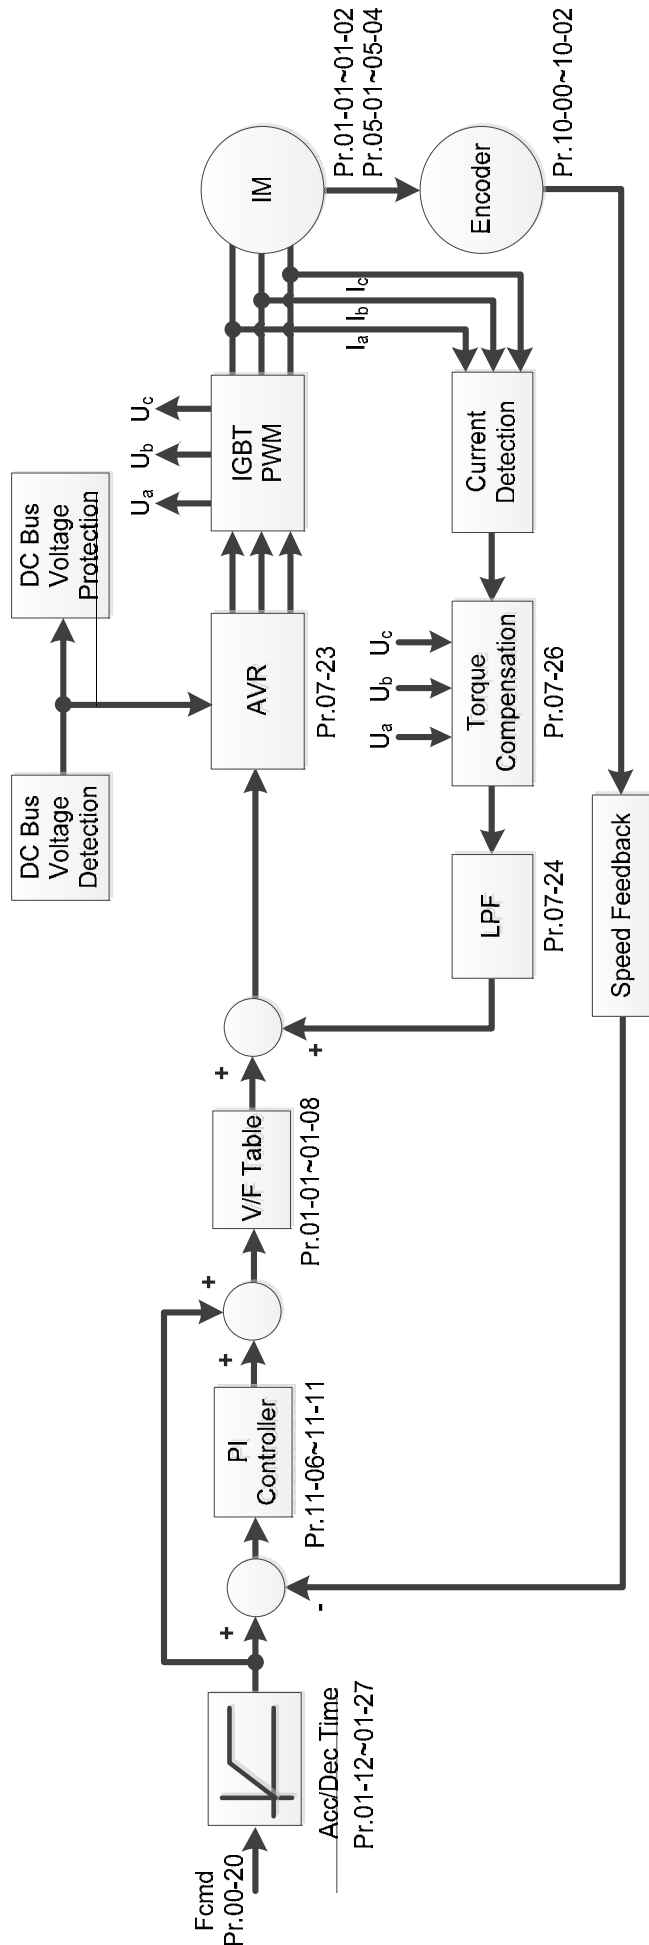 DC Bus
Voltage
Detection
DC Bus
Voltage
Protection
Fcmd
Pr.00-20
Acc/Dec Time
Pr.01-12~01-27
+
-
PI
Controller
Pr.11-06~11-11
+
+
V/F Table
Pr.01-01~01-08
+
+
AVR
Pr.07-23
Ua
Ub
Uc
IGBT
PWM
IM
Pr.01-01~01-02
Pr.05-01~05-04
Ia
Ib
Ic
LPF
Pr.07-24
Ua
Ub
Uc
Torque
Compensation
Pr.07-26
Current
Detection
Encoder
Pr.10-00~10-02
Speed Feedback